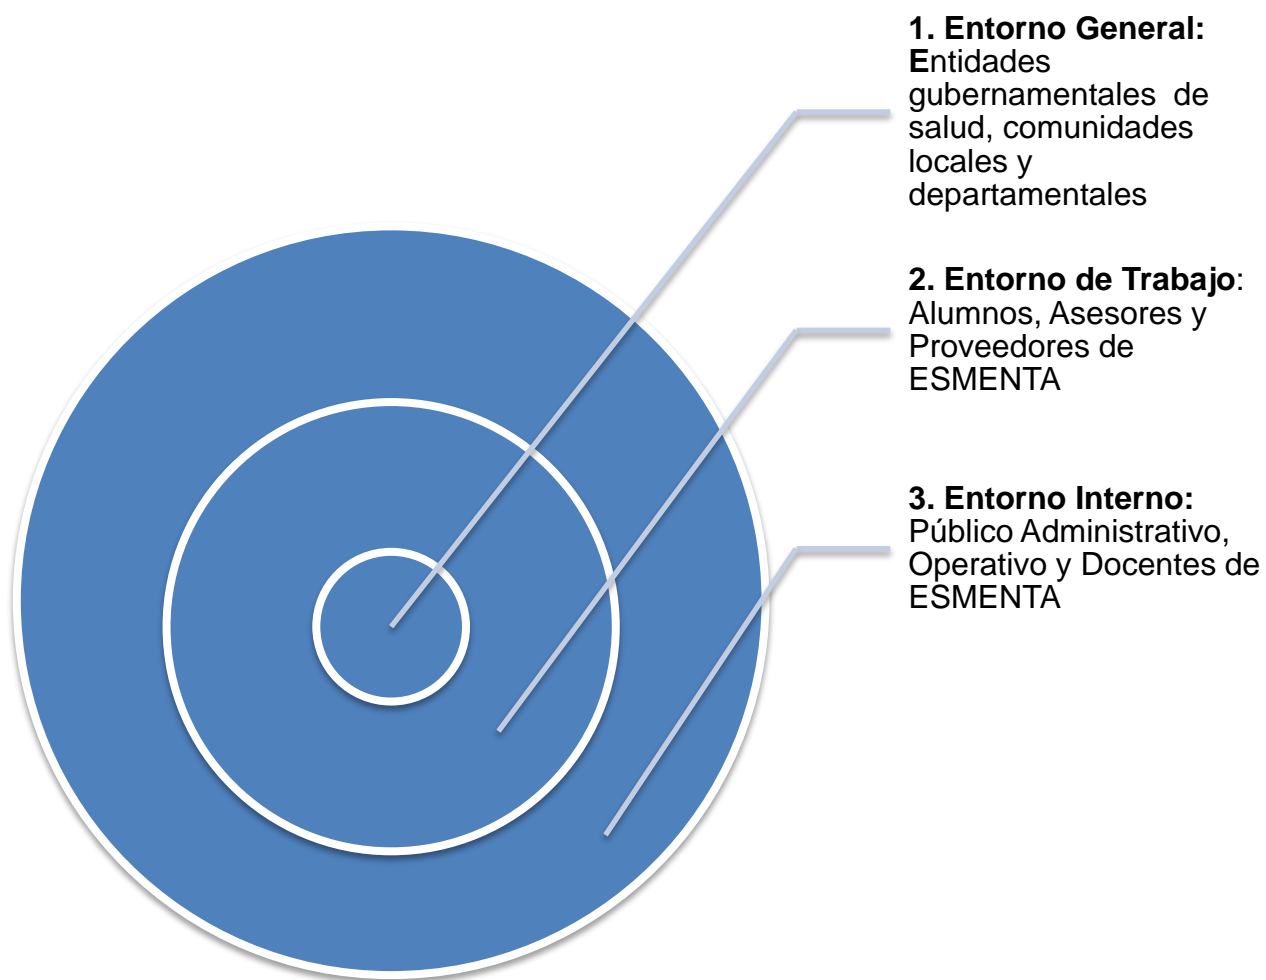 1. Entorno General:
Entidades
gubernamentales  de
salud, comunidades
locales y
departamentales
2. Entorno de Trabajo:
Alumnos, Asesores y
Proveedores de
ESMENTA
3. Entorno Interno:
Público Administrativo,
Operativo y Docentes de
ESMENTA